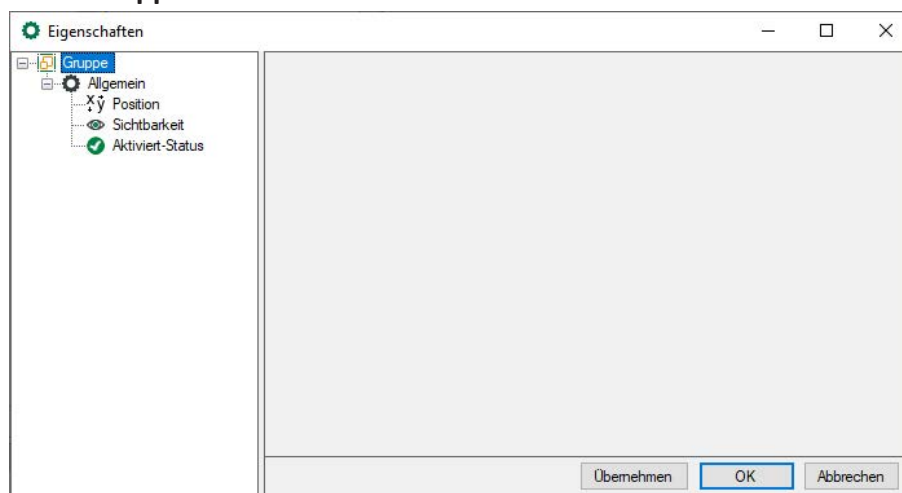 Eigenschaften
Gruppe
Allgemein
Position
Sichtbarkeit
Aktiviert-Status
Übernehmen OK Abbrechen